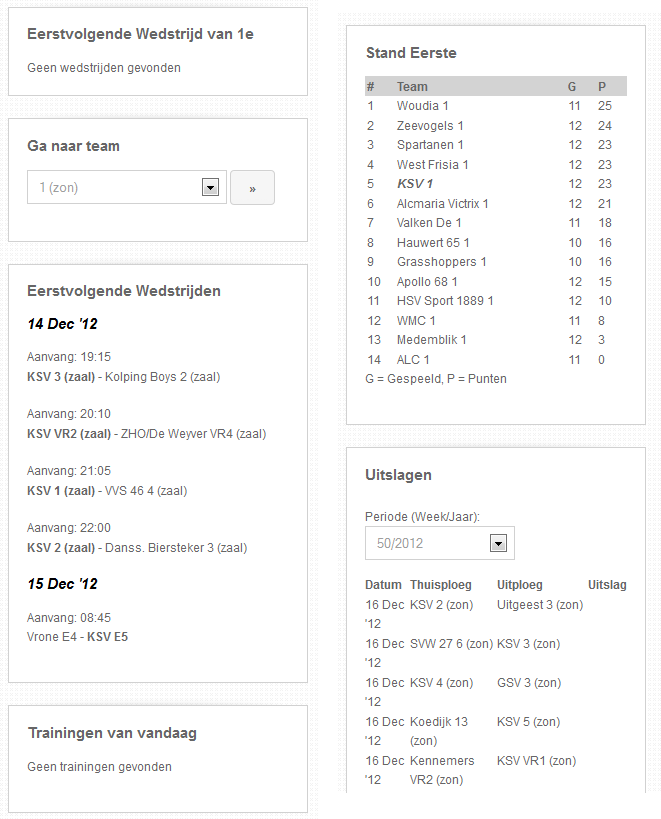 Eerstvolgende Wedstrijd van 1e
Geen wedstrijden gevonden
Ga naar team
1 (zon)
»
Eerstvolgende Wedstrijden
14 Dec '12
Aanvang: 19:15
KSV 3 (zaal) - Kolping Boys 2 (zaal)
Aanvang: 20:10
KSV VR2 (zaal) - ZHO/De Weyver VR4 (zaal)
Aanvang: 21:05
KSV 1 (zaal) - VVS 46 4 (zaal)
Aanvang: 22:00
KSV 2 (zaal) - Danss. Biersteker 3 (zaal)
15 Dec '12
Aanvang: 08:45
Vrone E4 - KSV E5
Trainingen van vandaag
Geen trainingen gevonden
Stand Eerste
# Team G P
1 Woudia 1 11 25
2 Zeevogels 1 12 24
3 Spartanen 1 12 23
4 West Frisia 1 12 23
5 KSV 1 12 23
6 Alcmaria Victrix 1 12 21
7 Valken De 1 11 18
8 Hauwert 65 1 10 16
9 Grasshoppers 1 10 16
10 Apollo 68 1 12 15
11 HSV Sport 1889 1 12 10
12 WMC 1 11 8
13 Medemblik 1 12 3
14 ALC 1 11 0
G = Gespeeld, P = Punten
Uitslagen
Periode (Week/Jaar):
50/2012
Datum Thuisploeg Uitploeg Uitslag
16 Dec KSV 2 (zon) Uitgeest 3 (zon)
'12
16 Dec SVW 27 6 (zon) KSV 3 (zon)
'12
16 Dec KSV 4 (zon) GSV 3 (zon)
'12
16 Dec Koedijk 13 KSV 5 (zon)
'12 (zon)
16 Dec Kennemers KSV VR1 (zon)
'12 VR2 (zon)